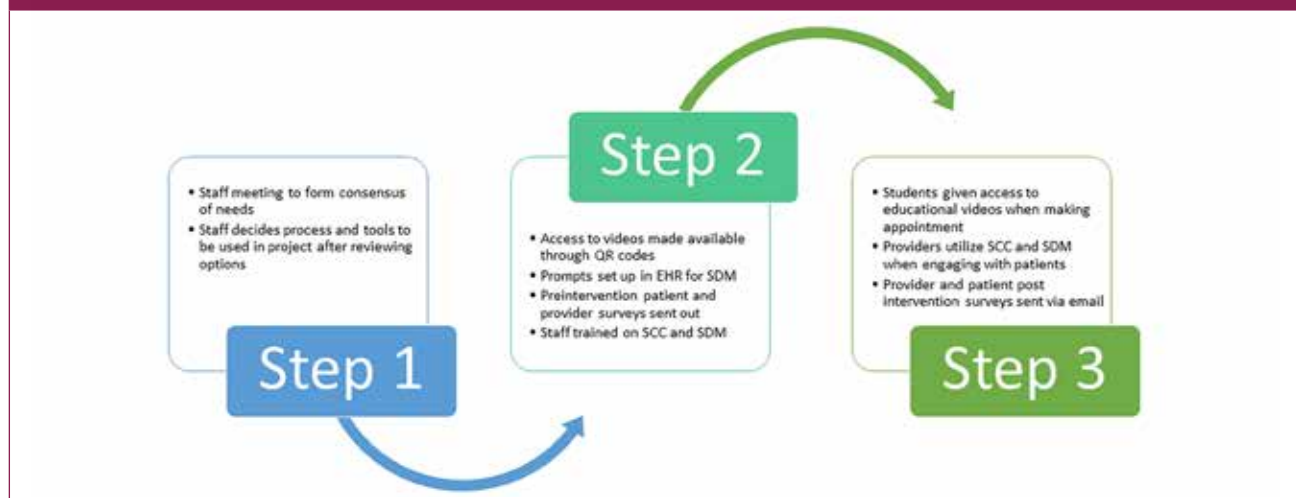 • Staff meeting to form consensus
of needs
• Staff decides process and tools to
be used in project after reviewing
options
Step 1
Step 2
• Access to videos made available
through QR codes
• Prompts set up in EHR for SDM
• Preintervention patient and
provider surveys sent out
• Staff trained on SCC and SDM
• Students given access to
educational videos when making
appointment
• Providers utilize SCC and SDM
when engaging with patients
• Provider and patient post
intervention surveys sent via email
Step 3